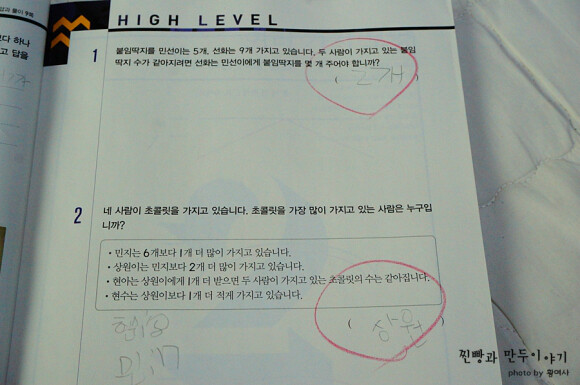 HIGH LEVEL
1 붙임딱지를 민선이는 5개, 선화는 9개 가지고 있습니다. 두 사람이 가지고 있는 붙임
딱지 수가 같아지려면 선화는 민선이에게 붙임딱지를 몇 개 주어야 합니까?
( 2개 )
2 네 사람이 초콜릿을 가지고 있습니다. 초콜릿을 가장 많이 가지고 있는 사람은 누구입
니까?
• 민지는 6개보다 1개 더 많이 가지고 있습니다.
• 상원이는 민지보다 2개 더 많이 가지고 있습니다.
• 현아는 상원이에게 1개 더 받으면 두 사람이 가지고 있는 초콜릿의 수는 같아집니다.
• 현수는 상원이보다 1개 더 적게 가지고 있습니다.
( 상원
찐빵과 만두이야기
photo by 황여사